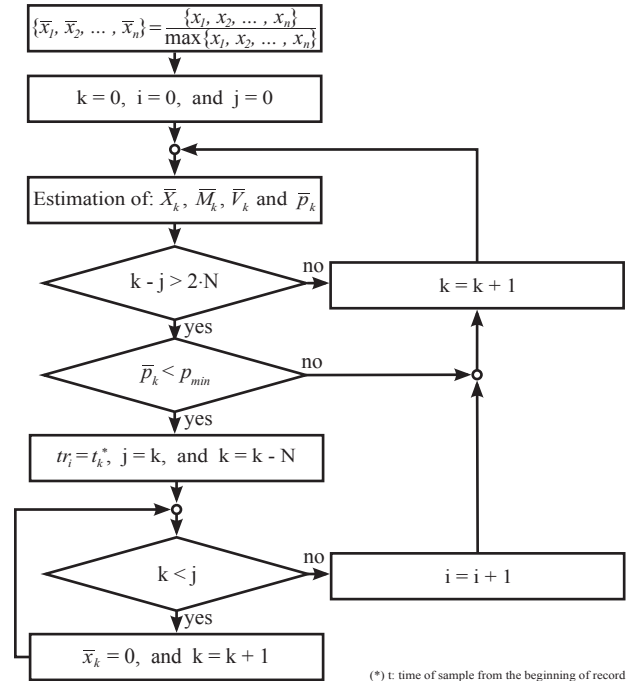 {x̅₁, x̅₂, ... , x̅ₙ} = {x₁, x₂, ... , xₙ} / max{x₁, x₂, ... , xₙ}
k = 0, i = 0, and j = 0
Estimation of: X̅ₖ, M̅ₖ, V̅ₖ and p̅ₖ
k - j > 2·N
no
k = k + 1
yes
p̅ₖ < p_min
no
yes
trᵢ = tₖ*, j = k, and k = k - N
k < j
no
i = i + 1
yes
x̅ₖ = 0, and k = k + 1
(*) t: time of sample from the beginning of record